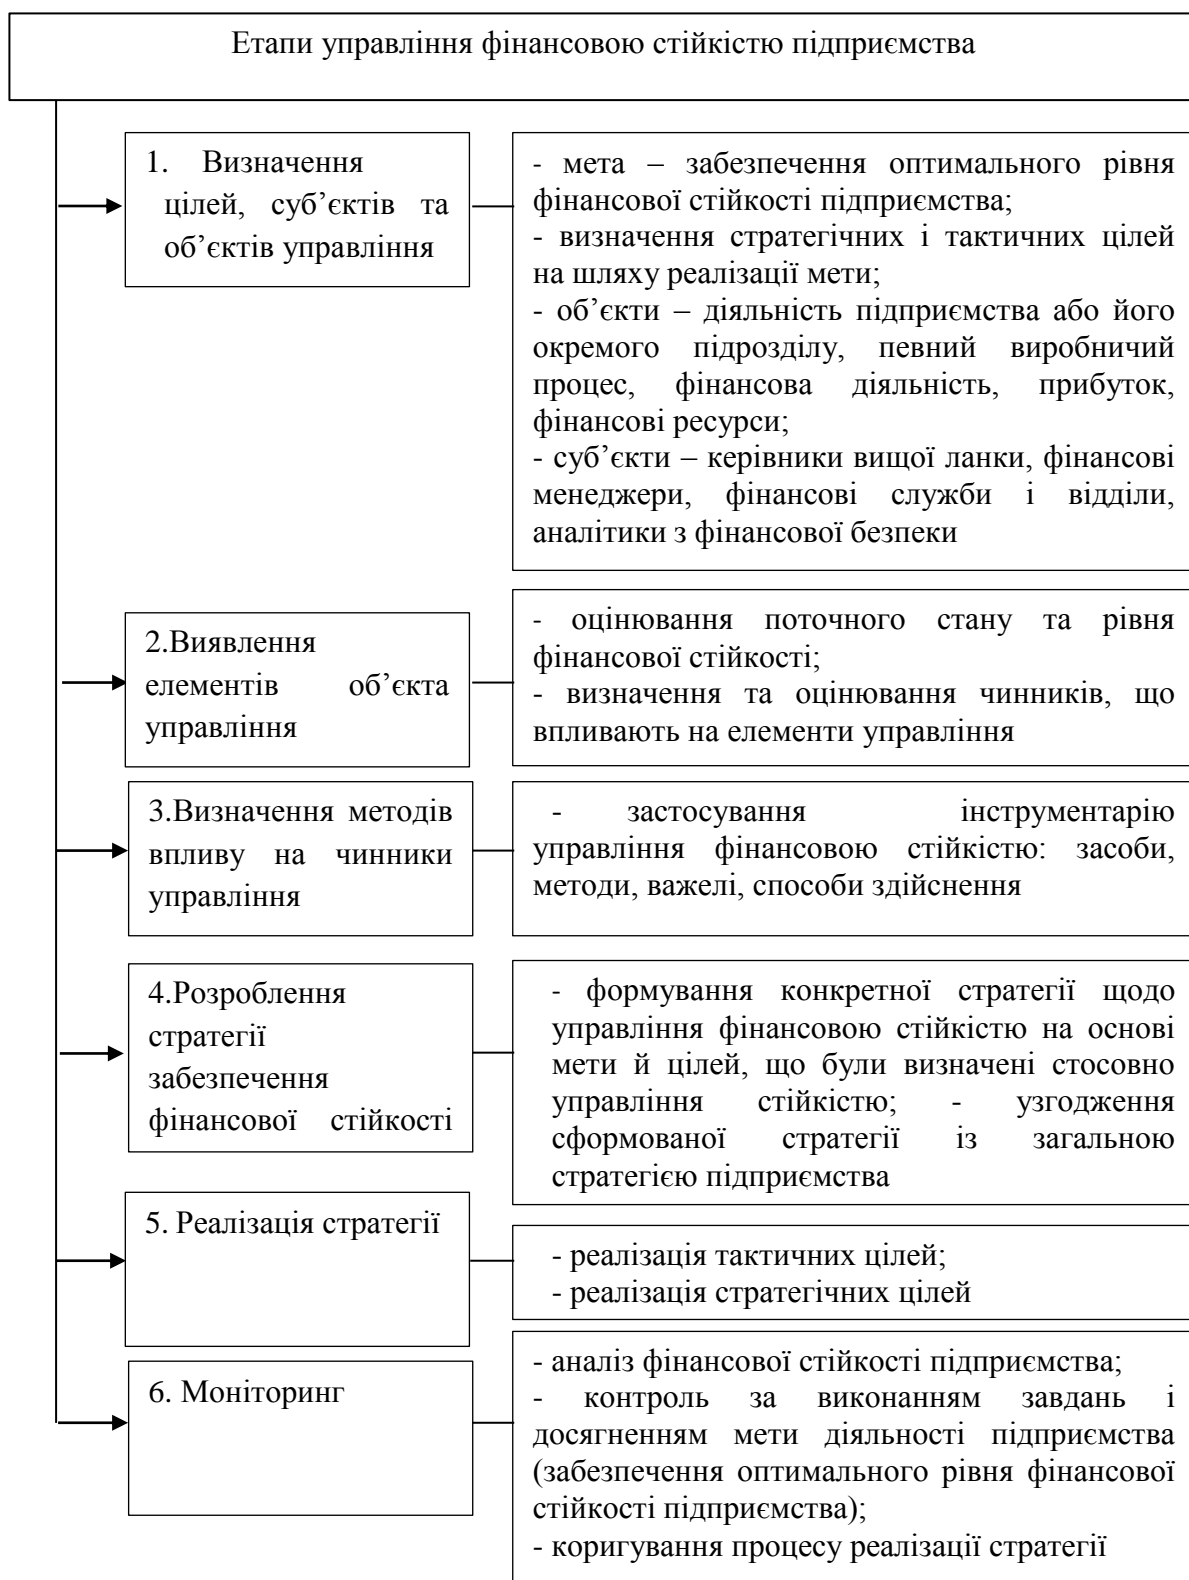 Етапи управління фінансовою стійкістю підприємства
1. Визначення
цілей, суб’єктів та
об’єктів управління
- мета – забезпечення оптимального рівня
фінансової стійкості підприємства;
- визначення стратегічних і тактичних цілей
на шляху реалізації мети;
- об’єкти – діяльність підприємства або його
окремого підрозділу, певний виробничий
процес, фінансова діяльність, прибуток,
фінансові ресурси;
- суб’єкти – керівники вищої ланки, фінансові
менеджери, фінансові служби і відділи,
аналітики з фінансової безпеки
2.Виявлення
елементів об’єкта
управління
- оцінювання поточного стану та рівня
фінансової стійкості;
- визначення та оцінювання чинників, що
впливають на елементи управління
3.Визначення методів
впливу на чинники
управління
- застосування інструментарію
управління фінансовою стійкістю: засоби,
методи, важелі, способи здійснення
4.Розроблення
стратегії
забезпечення
фінансової стійкості
- формування конкретної стратегії щодо
управління фінансовою стійкістю на основі
мети й цілей, що були визначені стосовно
управління стійкістю; - узгодження
сформованої стратегії із загальною
стратегією підприємства
5. Реалізація стратегії
- реалізація тактичних цілей;
- реалізація стратегічних цілей
6. Моніторинг
- аналіз фінансової стійкості підприємства;
- контроль за виконанням завдань і
досягненням мети діяльності підприємства
(забезпечення оптимального рівня фінансової
стійкості підприємства);
- коригування процесу реалізації стратегії